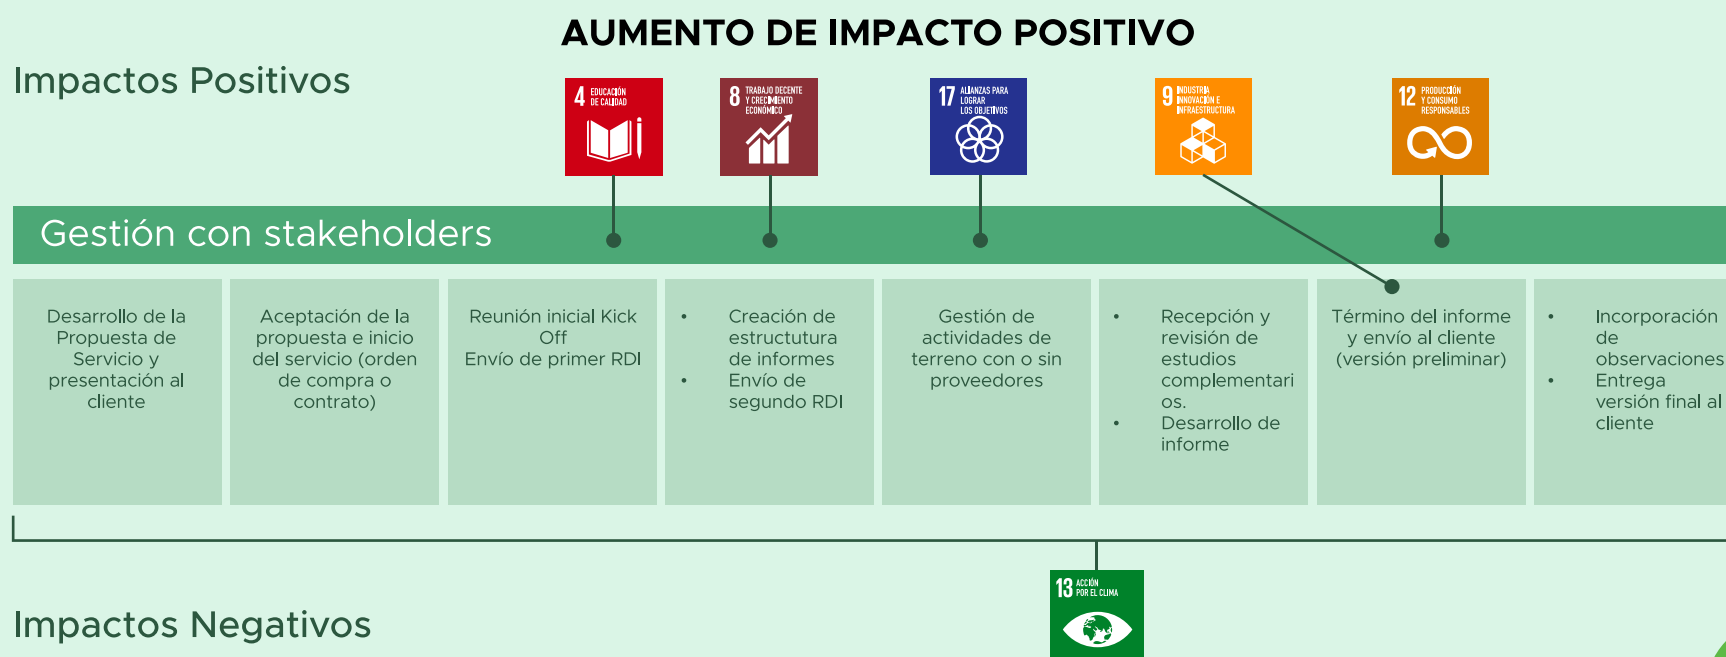 AUMENTO DE IMPACTO POSITIVO
Impactos Positivos
4 EDUCACIÓN
DE CALIDAD
8 TRABAJO DECENTE
Y CRECIMIENTO
ECONÓMICO
17 ALIANZAS PARA
LOGRAR
LOS OBJETIVOS
9 INDUSTRIA
INNOVACIÓN E
INFRAESTRUCTURA
12 PRODUCCIÓN
Y CONSUMO
RESPONSABLES
Gestión con stakeholders
Desarrollo de la
Propuesta de
Servicio y
presentación al
cliente
Aceptación de la
propuesta e inicio
del servicio (orden
de compra o
contrato)
Reunión inicial Kick
Off
Envío de primer RDI
• Creación de
estructutura
de informes
• Envío de
segundo RDI
Gestión de
actividades de
terreno con o sin
proveedores
• Recepción y
revisión de
estudios
complementari
os.
• Desarrollo de
informe
Término del informe
y envío al cliente
(versión preliminar)
• Incorporación
de
observaciones
• Entrega
versión final al
cliente
13 ACCIÓN
POR EL CLIMA
Impactos Negativos